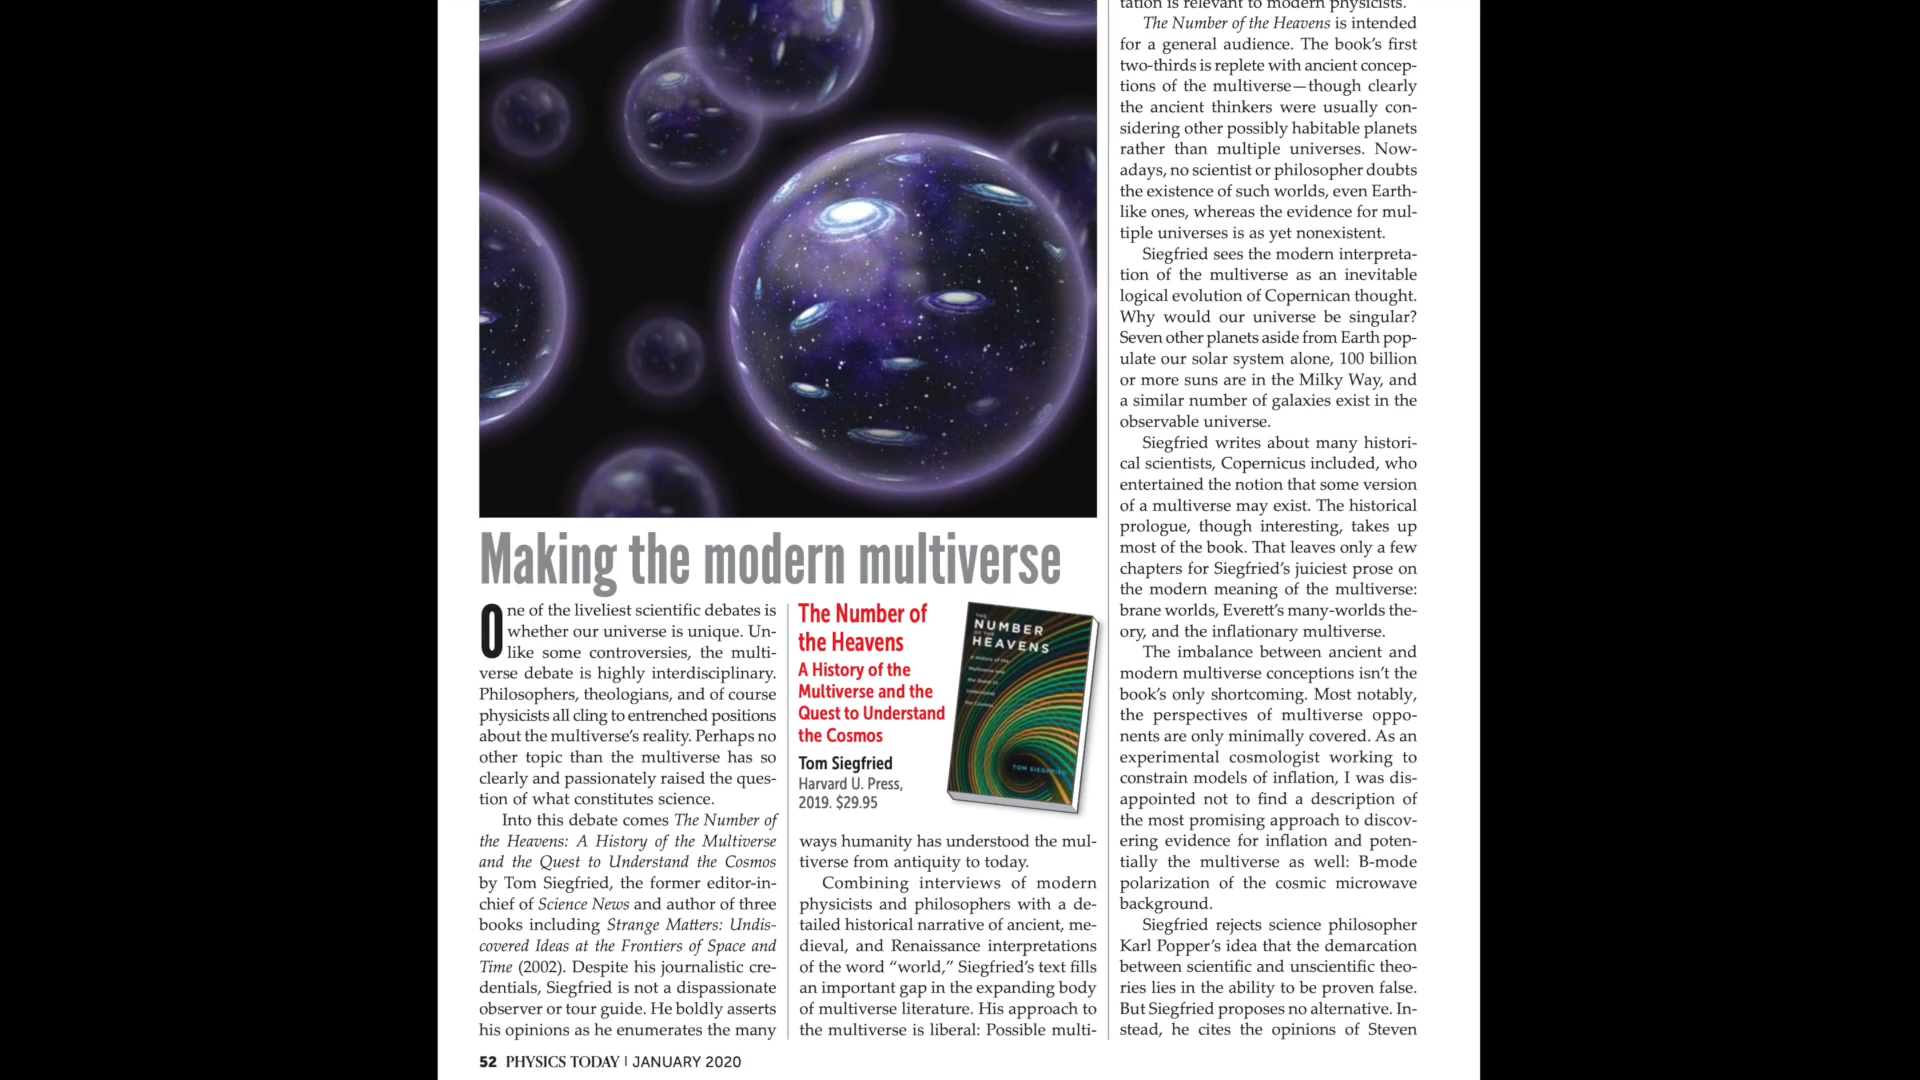 Making the modern multiverse
One of the liveliest scientific debates is
whether our universe is unique. Un-
like some controversies, the multi-
verse debate is highly interdisciplinary.
Philosophers, theologians, and of course
physicists all cling to entrenched positions
about the multiverse's reality. Perhaps no
other topic than the multiverse has so
clearly and passionately raised the ques-
tion of what constitutes science.
Into this debate comes The Number of
the Heavens: A History of the Multiverse
and the Quest to Understand the Cosmos
by Tom Siegfried, the former editor-in-
chief of Science News and author of three
books including Strange Matters: Undis-
covered Ideas at the Frontiers of Space and
Time (2002). Despite his journalistic cre-
dentials, Siegfried is not a dispassionate
observer or tour guide. He boldly asserts
his opinions as he enumerates the many
The Number of
the Heavens
A History of the
Multiverse and the
Quest to Understand
the Cosmos
Tom Siegfried
Harvard U. Press,
2019. $29.95
THE
NUMBER
OF THE
HEAVENS
A History of the
Multiverse and
the Quest to
Understand
the Cosmos
TOM SIEGFRIED
ways humanity has understood the mul-
tiverse from antiquity to today.
Combining interviews of modern
physicists and philosophers with a de-
tailed historical narrative of ancient, me-
dieval, and Renaissance interpretations
of the word “world,” Siegfried's text fills
an important gap in the expanding body
of multiverse literature. His approach to
the multiverse is liberal: Possible multi-
tation is relevant to modern physicists.
The Number of the Heavens is intended
for a general audience. The book's first
two-thirds is replete with ancient concep-
tions of the multiverse—though clearly
the ancient thinkers were usually con-
sidering other possibly habitable planets
rather than multiple universes. Now-
adays, no scientist or philosopher doubts
the existence of such worlds, even Earth-
like ones, whereas the evidence for mul-
tiple universes is as yet nonexistent.
Siegfried sees the modern interpreta-
tion of the multiverse as an inevitable
logical evolution of Copernican thought.
Why would our universe be singular?
Seven other planets aside from Earth pop-
ulate our solar system alone, 100 billion
or more suns are in the Milky Way, and
a similar number of galaxies exist in the
observable universe.
Siegfried writes about many histori-
cal scientists, Copernicus included, who
entertained the notion that some version
of a multiverse may exist. The historical
prologue, though interesting, takes up
most of the book. That leaves only a few
chapters for Siegfried's juiciest prose on
the modern meaning of the multiverse:
brane worlds, Everett's many-worlds the-
ory, and the inflationary multiverse.
The imbalance between ancient and
modern multiverse conceptions isn't the
book's only shortcoming. Most notably,
the perspectives of multiverse oppo-
nents are only minimally covered. As an
experimental cosmologist working to
constrain models of inflation, I was dis-
appointed not to find a description of
the most promising approach to discov-
ering evidence for inflation and poten-
tially the multiverse as well: B-mode
polarization of the cosmic microwave
background.
Siegfried rejects science philosopher
Karl Popper's idea that the demarcation
between scientific and unscientific theo-
ries lies in the ability to be proven false.
But Siegfried proposes no alternative. In-
stead, he cites the opinions of Steven
52 PHYSICS TODAY | JANUARY 2020